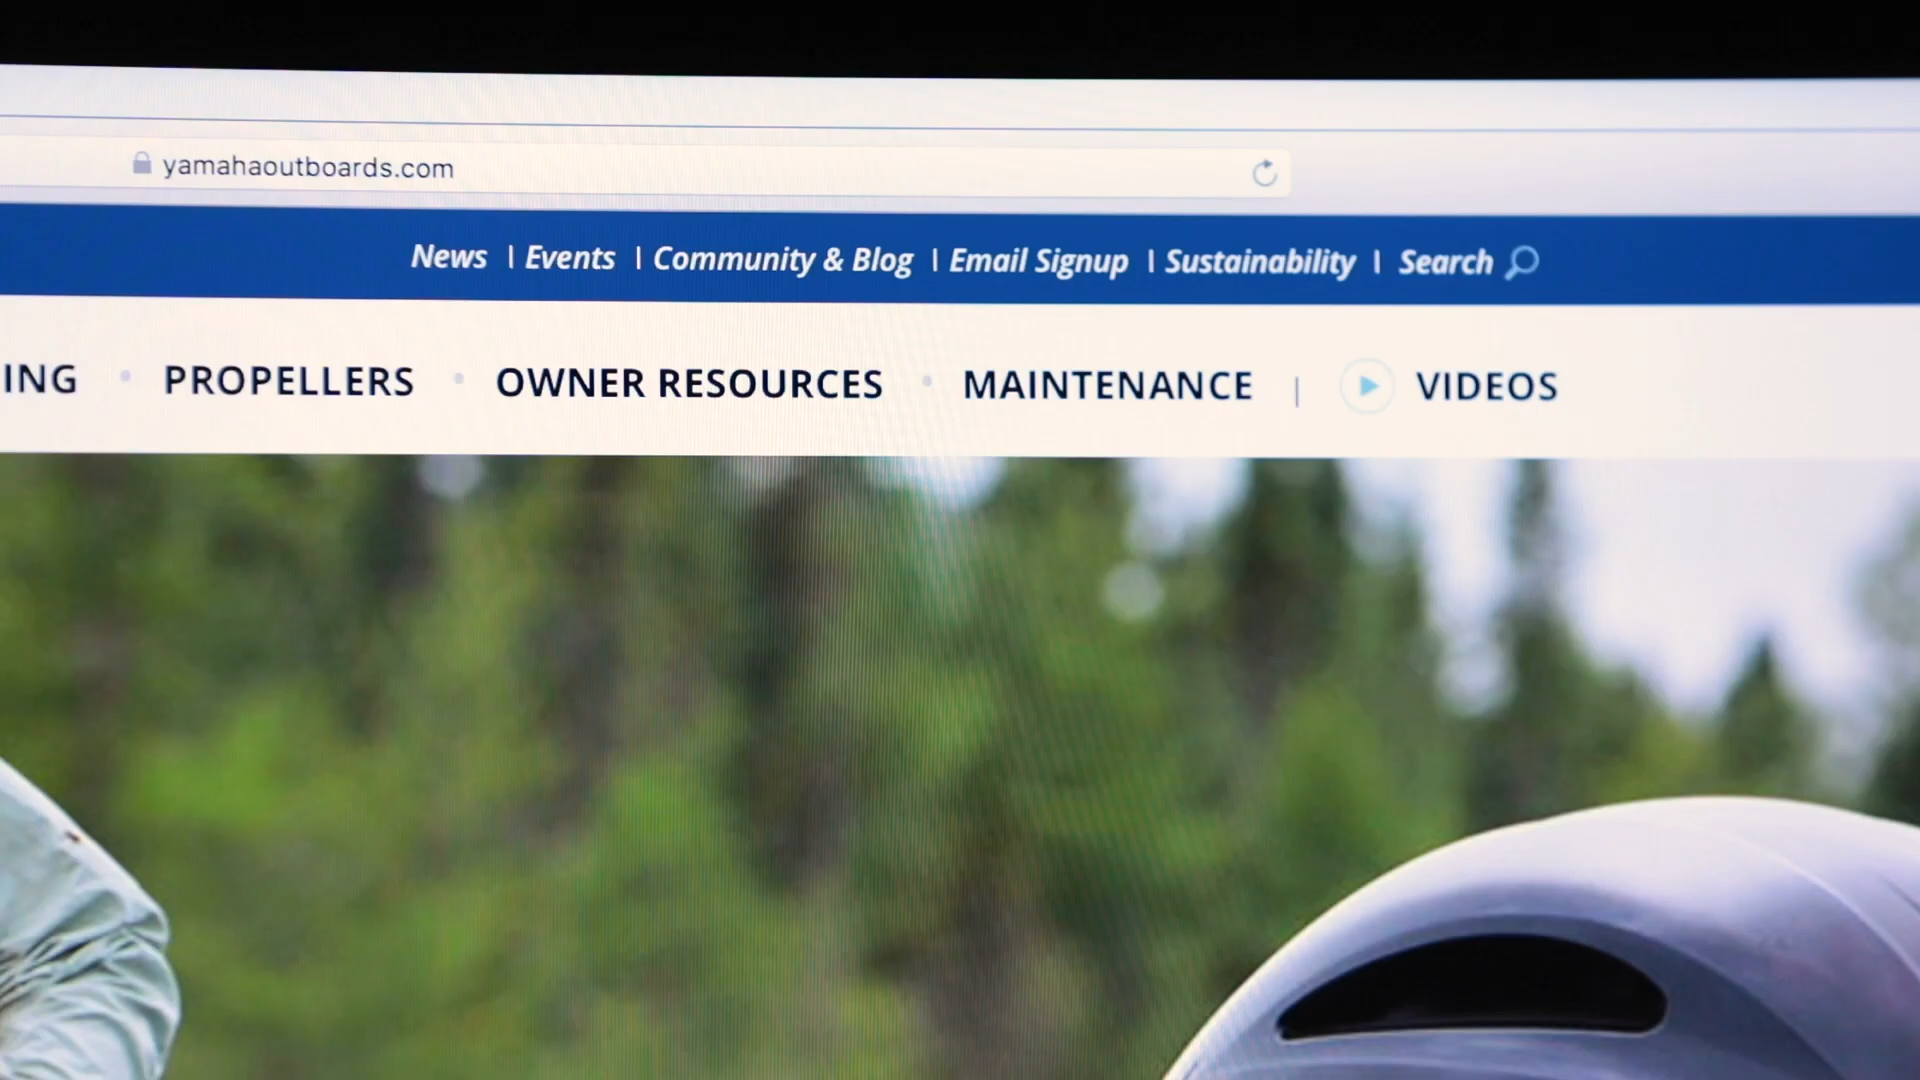 yamahaoutboards.com
News | Events | Community & Blog | Email Signup | Sustainability | Search
ING • PROPELLERS • OWNER RESOURCES • MAINTENANCE | VIDEOS